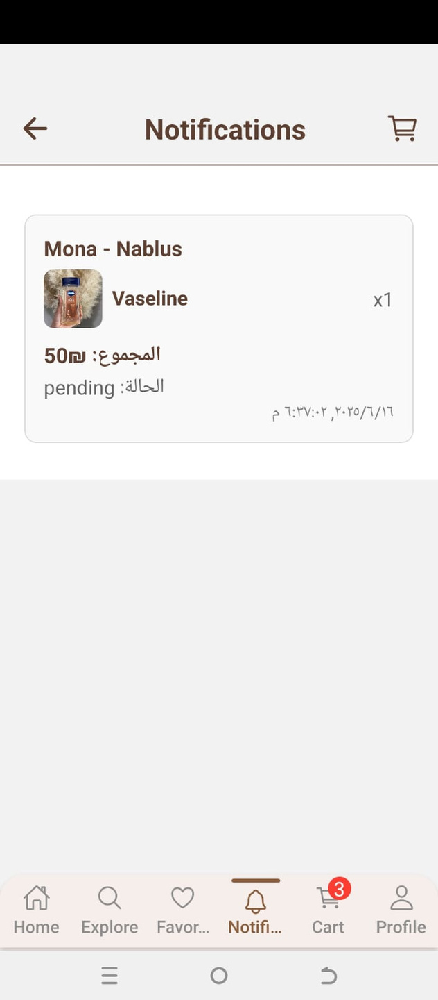 Notifications
Mona - Nablus
Vaseline
x1
المجموع: ₪50
الحالة: pending
٢٠٢٥/٦/١٦, ٦:٣٧:٠٢ م
3
Home
Explore
Favor...
Notifi...
Cart
Profile